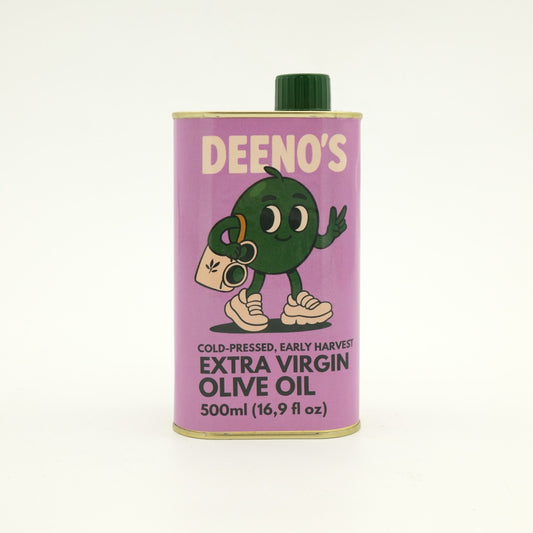 DEENO'S
COLD-PRESSED, EARLY HARVEST
EXTRA VIRGIN
OLIVE OIL
500ml (16,9 fl oz)